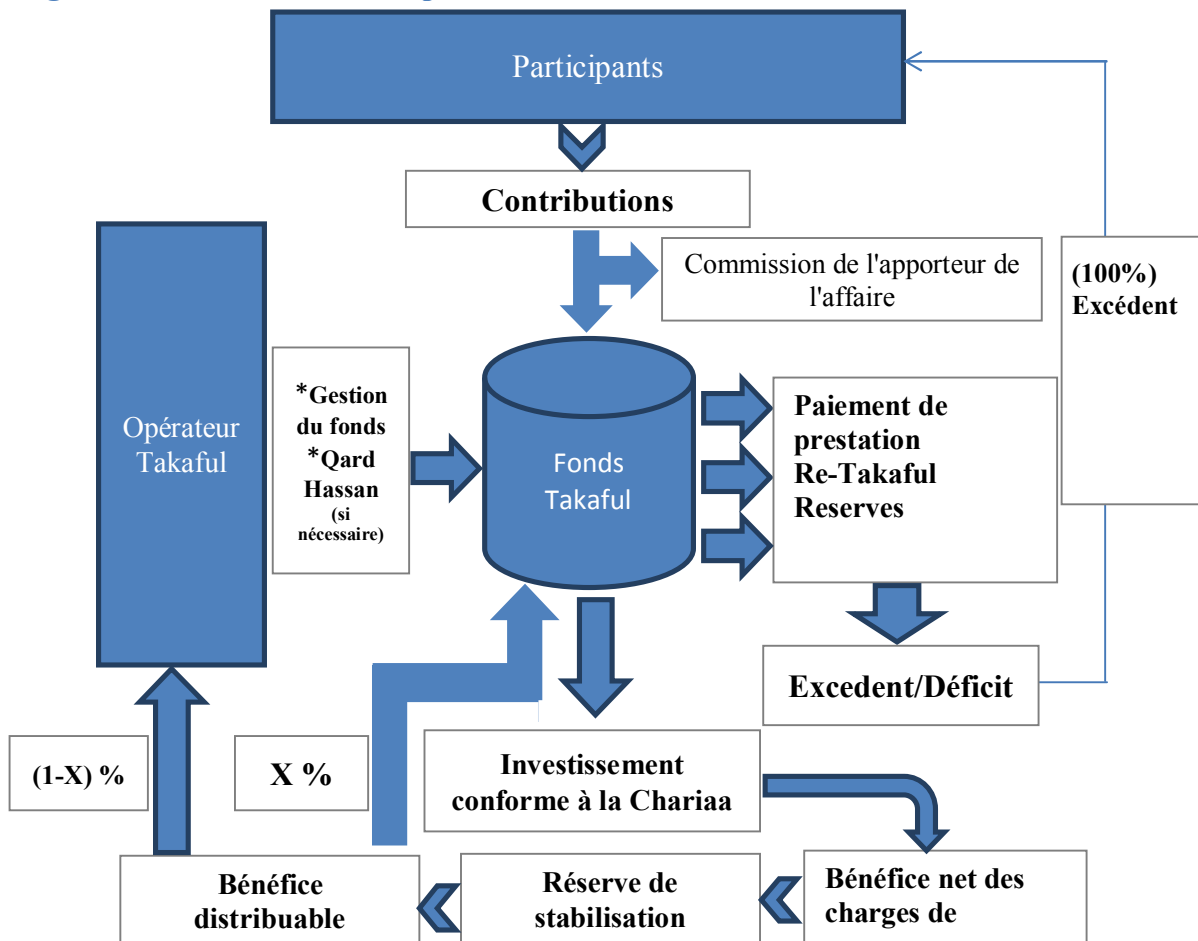 Participants
Contributions
Commission de l'apporteur de
l'affaire
(100%)
Excédent
Opérateur
Takaful
*Gestion
du fonds
*Qard
Hassan
(si
nécessaire)
Fonds
Takaful
Paiement de
prestation
Re-Takaful
Reserves
Excedent/Déficit
(1-X) %
X %
Investissement
conforme à la Chariaa
Bénéfice
distribuable
Réserve de
stabilisation
Bénéfice net des
charges de